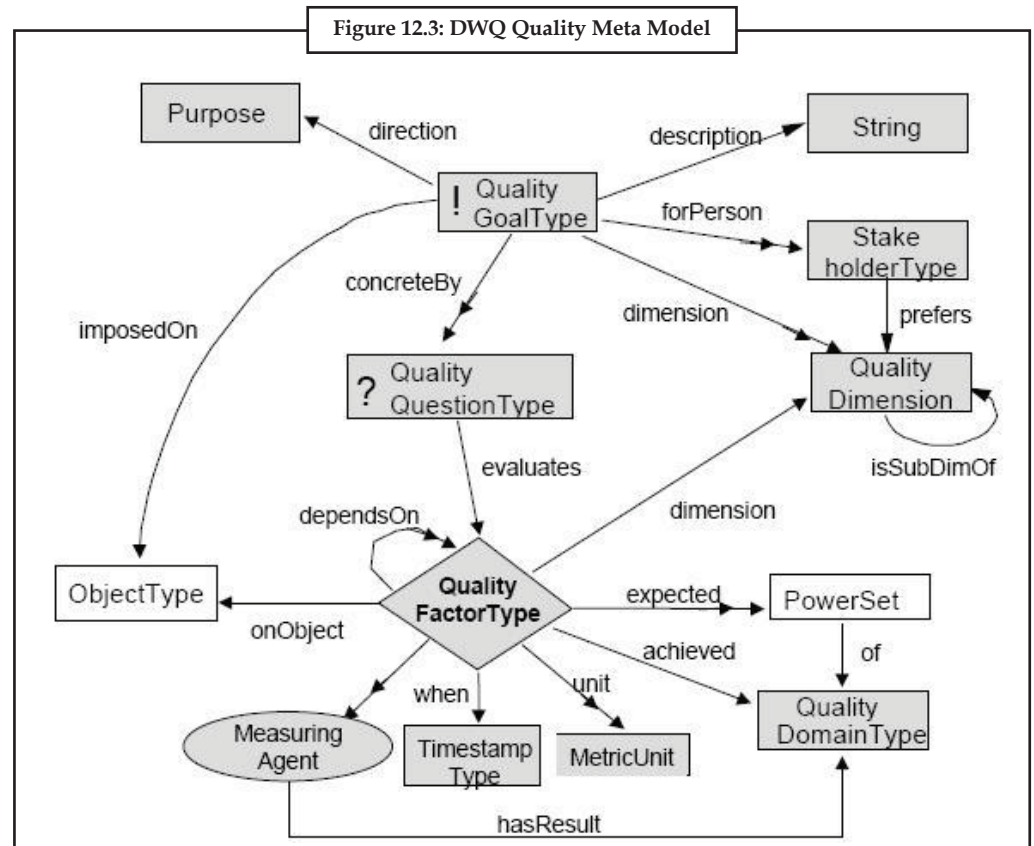 Figure 12.3: DWQ Quality Meta Model
Purpose
direction
description
String
! Quality
GoalType
forPerson
Stake
holderType
concreteBy
imposedOn
dimension
prefers
? Quality
QuestionType
Quality
Dimension
evaluates
isSubDimOf
dependsOn
dimension
ObjectType
Quality
FactorType
expected
PowerSet
onObject
achieved
of
when
unit
Quality
DomainType
Measuring
Agent
Timestamp
Type
MetricUnit
hasResult